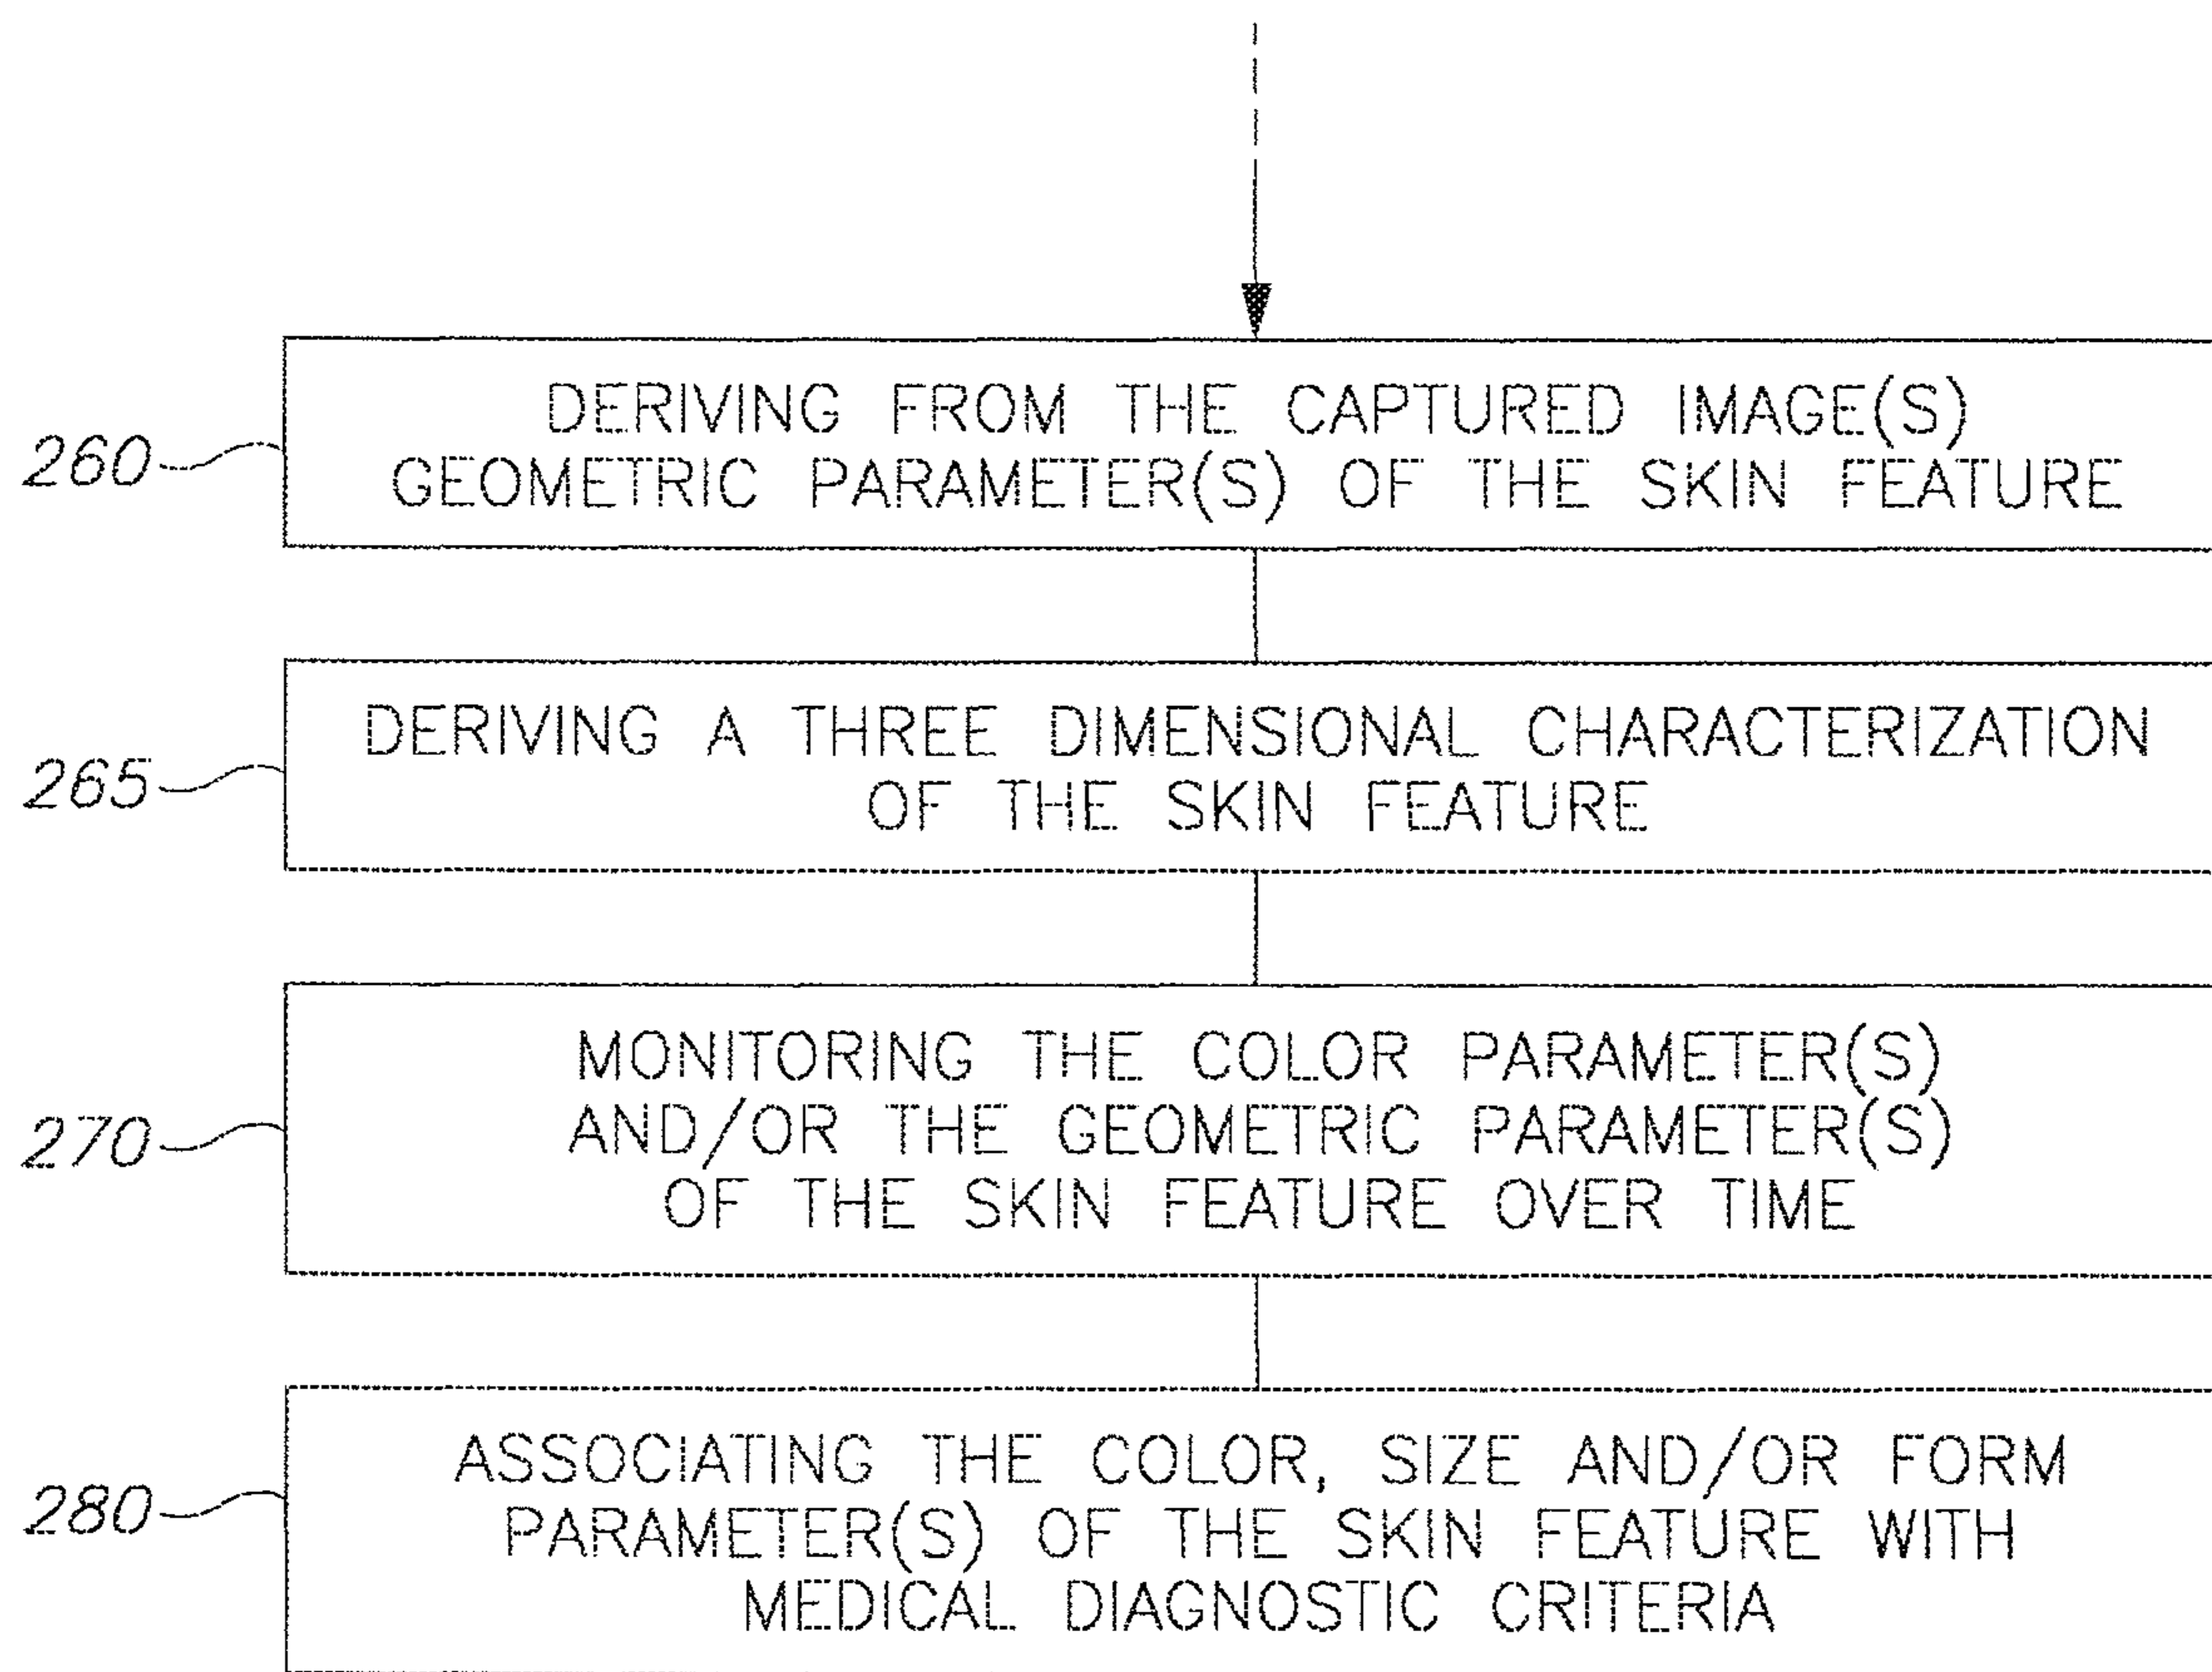 DERIVING FROM THE CAPTURED IMAGE(S)
260 GEOMETRIC PARAMETER(S) OF THE SKIN FEATURE
DERIVING A THREE DIMENSIONAL CHARACTERIZATION
265 OF THE SKIN FEATURE
MONITORING THE COLOR PARAMETER(S)
270 AND/OR THE GEOMETRIC PARAMETER(S)
OF THE SKIN FEATURE OVER TIME
ASSOCIATING THE COLOR, SIZE AND/OR FORM
280 PARAMETER(S) OF THE SKIN FEATURE WITH
MEDICAL DIAGNOSTIC CRITERIA